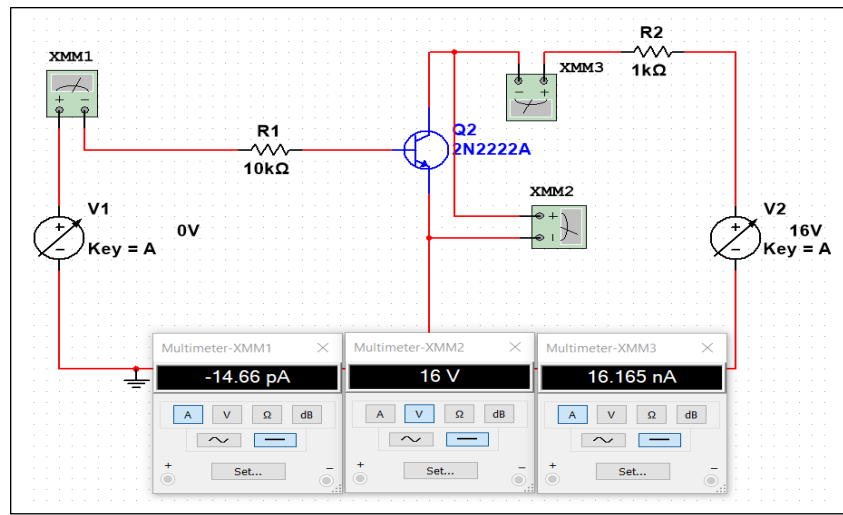 R2
1kΩ
XMM1
XMM3
+ −
− +
R1
10kΩ
Q2
2N2222A
XMM2
+
−
V1
0V
+
−
Key = A
V2
16V
+
−
Key = A
Multimeter-XMM1 ×
-14.66 pA
A V Ω dB
Set...
+ −
Multimeter-XMM2 ×
16 V
A V Ω dB
Set...
+ −
Multimeter-XMM3 ×
16.165 nA
A V Ω dB
Set...
+ −